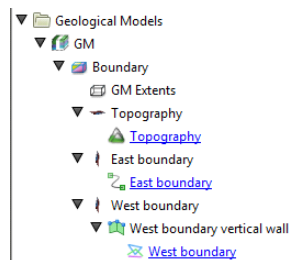 Geological Models
GM
Boundary
GM Extents
Topography
Topography
East boundary
East boundary
West boundary
West boundary vertical wall
West boundary